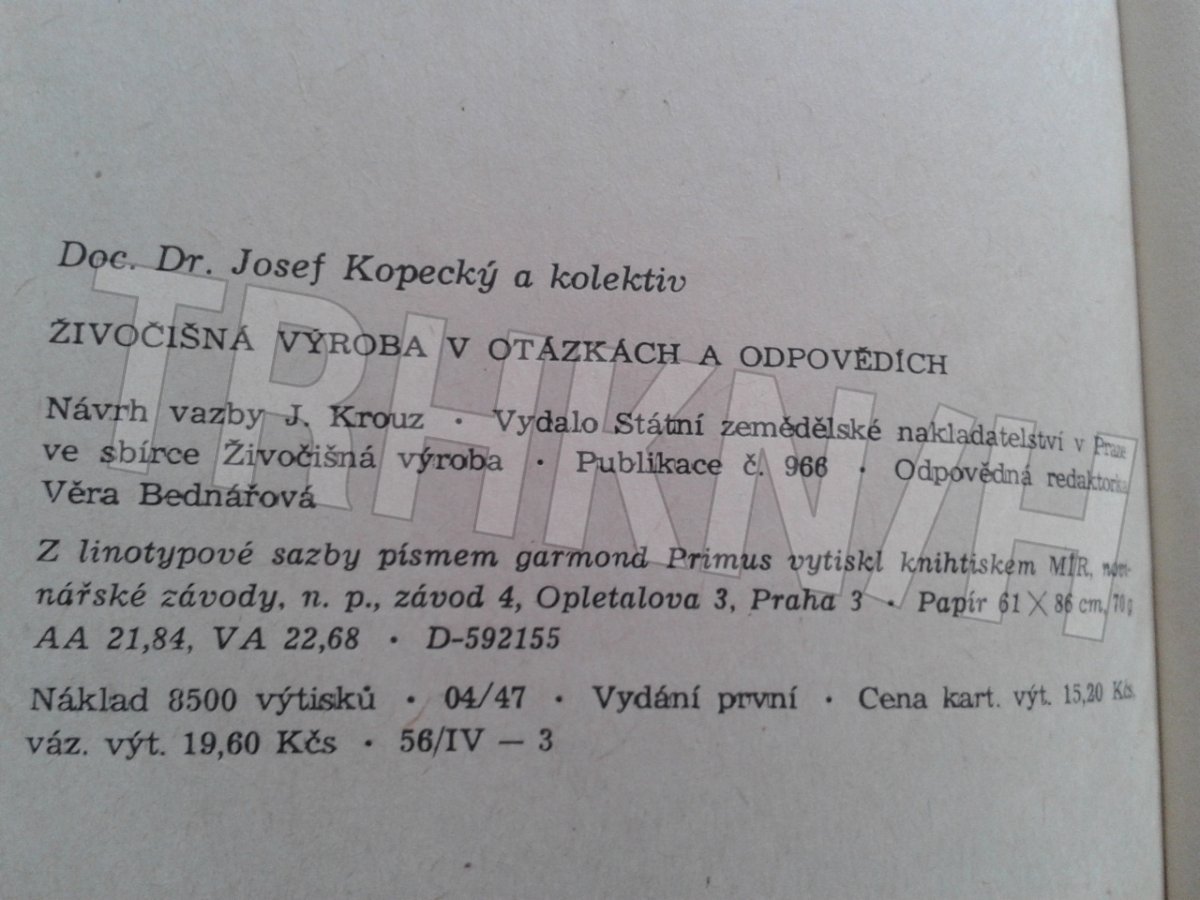 Doc. Dr. Josef Kopecký a kolektiv
ŽIVOČIŠNÁ VÝROBA V OTÁZKÁCH A ODPOVĚDÍCH
Návrh vazby J. Krouz · Vydalo Státní zemědělské nakladatelství v Praze
ve sbírce Živočišná výroba · Publikace č. 966 · Odpovědná redaktorka
Věra Bednářová
Z linotypové sazby písmem garmond Primus vytiskl knihtiskem MÍR, novi-
nářské závody, n. p., závod 4, Opletalova 3, Praha 3 · Papír 61 × 86 cm, 70 g
AA 21,84, VA 22,68 · D-592155
Náklad 8500 výtisků · 04/47 · Vydání první · Cena kart. výt. 15,20 Kčs,
váz. výt. 19,60 Kčs · 56/IV — 3
TRHKNIH